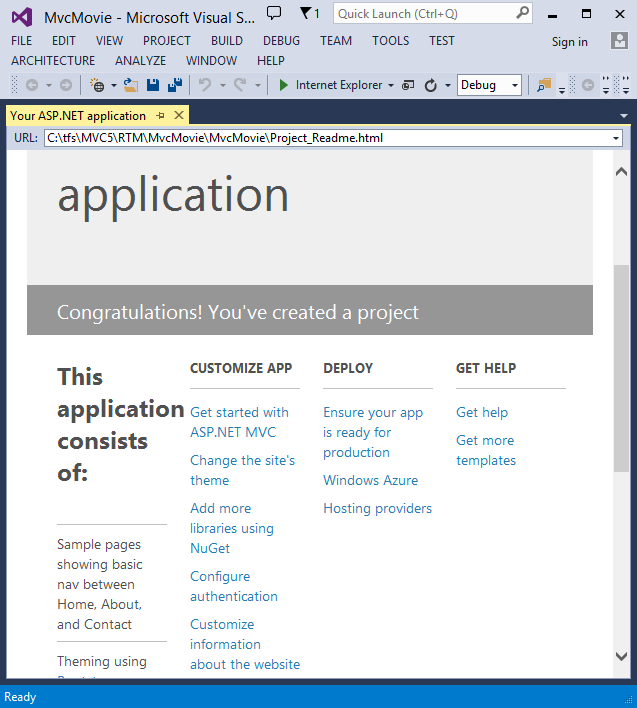 MvcMovie - Microsoft Visual S...
1
Quick Launch (Ctrl+Q)
FILE EDIT VIEW PROJECT BUILD DEBUG TEAM TOOLS TEST
Sign in
ARCHITECTURE ANALYZE WINDOW HELP
Internet Explorer
Debug
Your ASP.NET application
URL: C:\tfs\MVC5\RTM\MvcMovie\MvcMovie\Project_Readme.html
application
Congratulations! You've created a project
This
application
consists
of:
Sample pages
showing basic
nav between
Home, About,
and Contact
Theming using
CUSTOMIZE APP
Get started with
ASP.NET MVC
Change the site's
theme
Add more
libraries using
NuGet
Configure
authentication
Customize
information
about the website
DEPLOY
Ensure your app
is ready for
production
Windows Azure
Hosting providers
GET HELP
Get help
Get more
templates
Ready